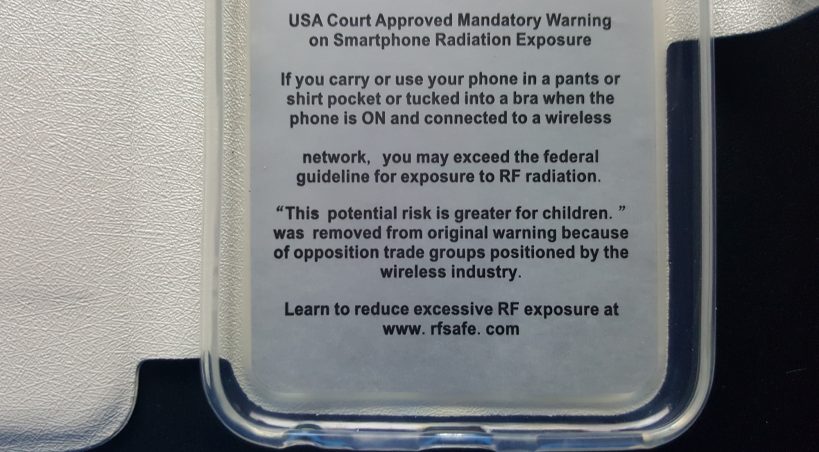 USA Court Approved Mandatory Warning
on Smartphone Radiation Exposure
If you carry or use your phone in a pants or
shirt pocket or tucked into a bra when the
phone is ON and connected to a wireless
network, you may exceed the federal
guideline for exposure to RF radiation.
“This potential risk is greater for children. ”
was removed from original warning because
of opposition trade groups positioned by the
wireless industry.
Learn to reduce excessive RF exposure at
www. rfsafe. com